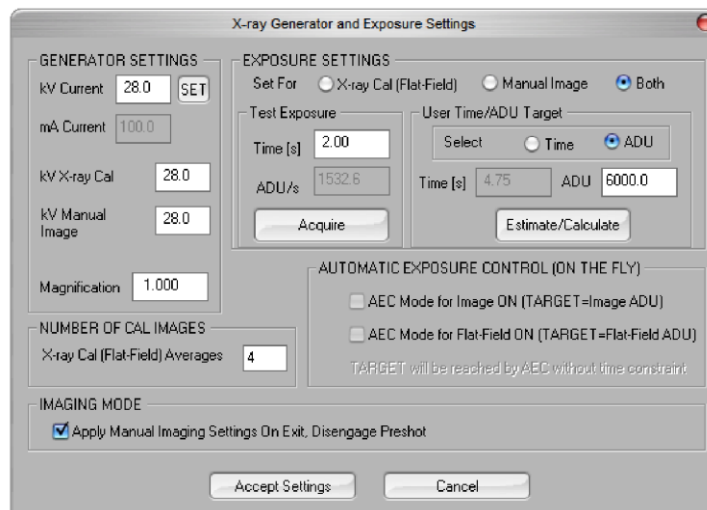 X-ray Generator and Exposure Settings
GENERATOR SETTINGS
kV Current 28.0 SET
mA Current 100.0
kV X-ray Cal 28.0
kV Manual Image 28.0
Magnification 1.000
EXPOSURE SETTINGS
Set For X-ray Cal (Flat-Field) Manual Image Both
Test Exposure
Time [s] 2.00
ADU/s 1532.6
Acquire
User Time/ADU Target
Select Time ADU
Time [s] 4.75 ADU 6000.0
Estimate/Calculate
AUTOMATIC EXPOSURE CONTROL (ON THE FLY)
AEC Mode for Image ON (TARGET=Image ADU)
AEC Mode for Flat-Field ON (TARGET=Flat-Field ADU)
TARGET will be reached by AEC without time constraint
NUMBER OF CAL IMAGES
X-ray Cal (Flat-Field) Averages 4
IMAGING MODE
Apply Manual Imaging Settings On Exit, Disengage Preshot
Accept Settings Cancel